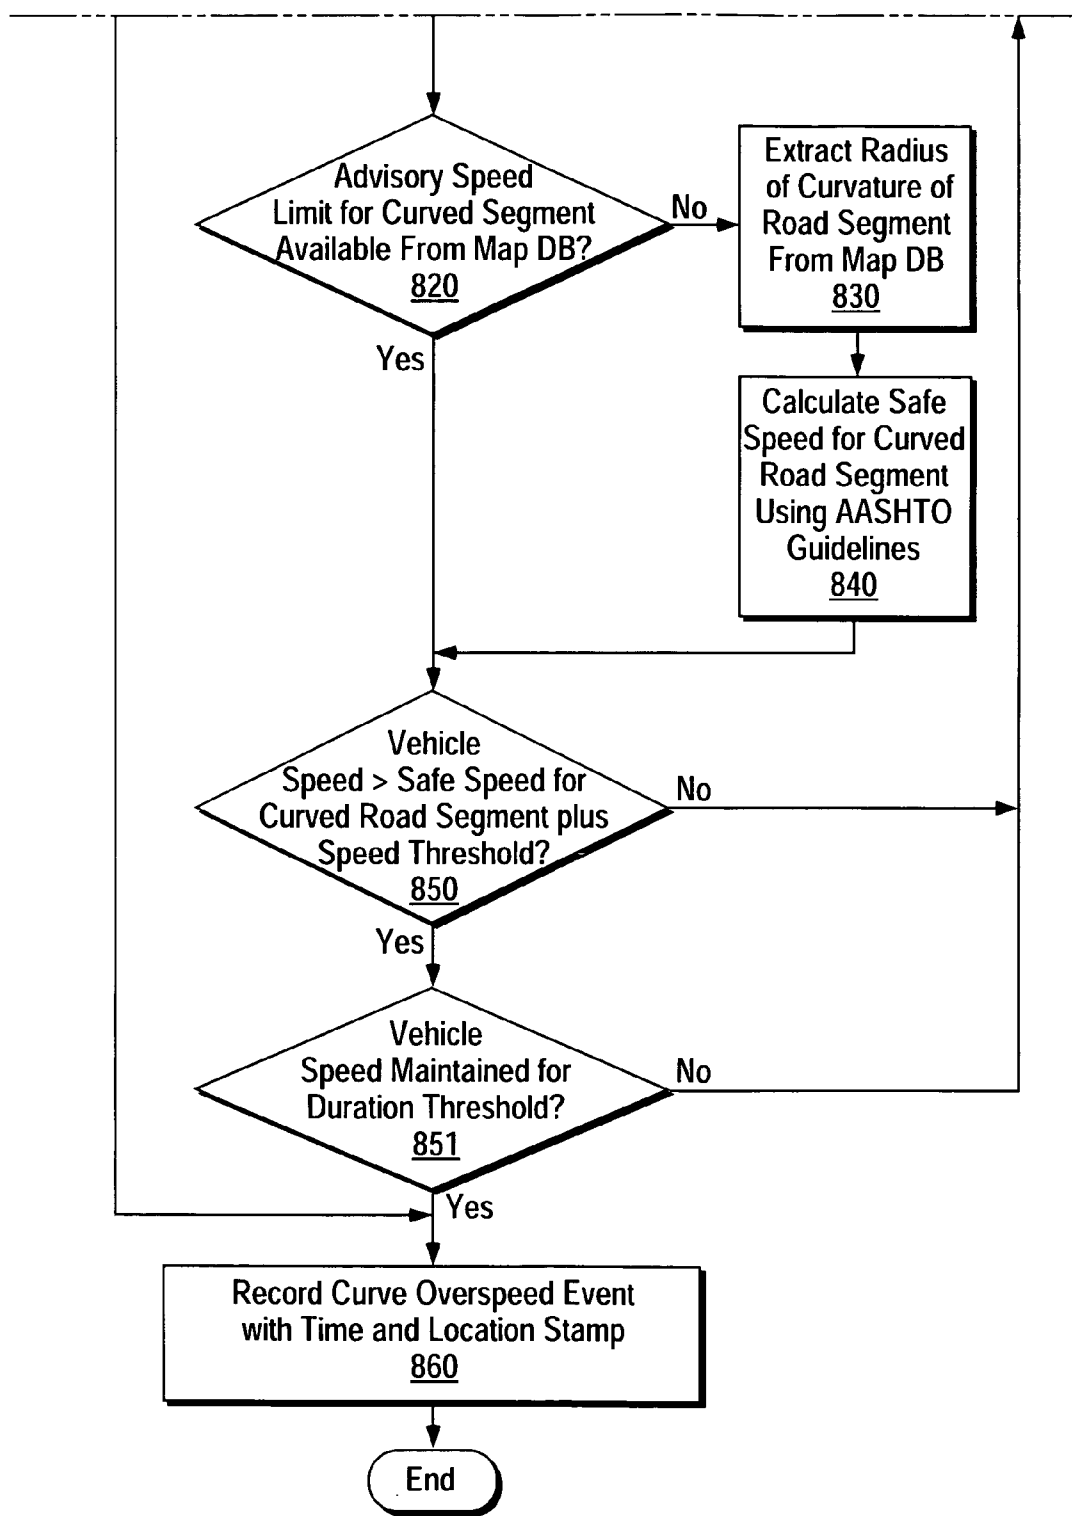 Advisory Speed
Limit for Curved Segment
Available From Map DB?
820
No
Extract Radius
of Curvature of
Road Segment
From Map DB
830
Yes
Calculate Safe
Speed for Curved
Road Segment
Using AASHTO
Guidelines
840
Vehicle
Speed > Safe Speed for
Curved Road Segment plus
Speed Threshold?
850
No
Yes
Vehicle
Speed Maintained for
Duration Threshold?
851
No
Yes
Record Curve Overspeed Event
with Time and Location Stamp
860
End